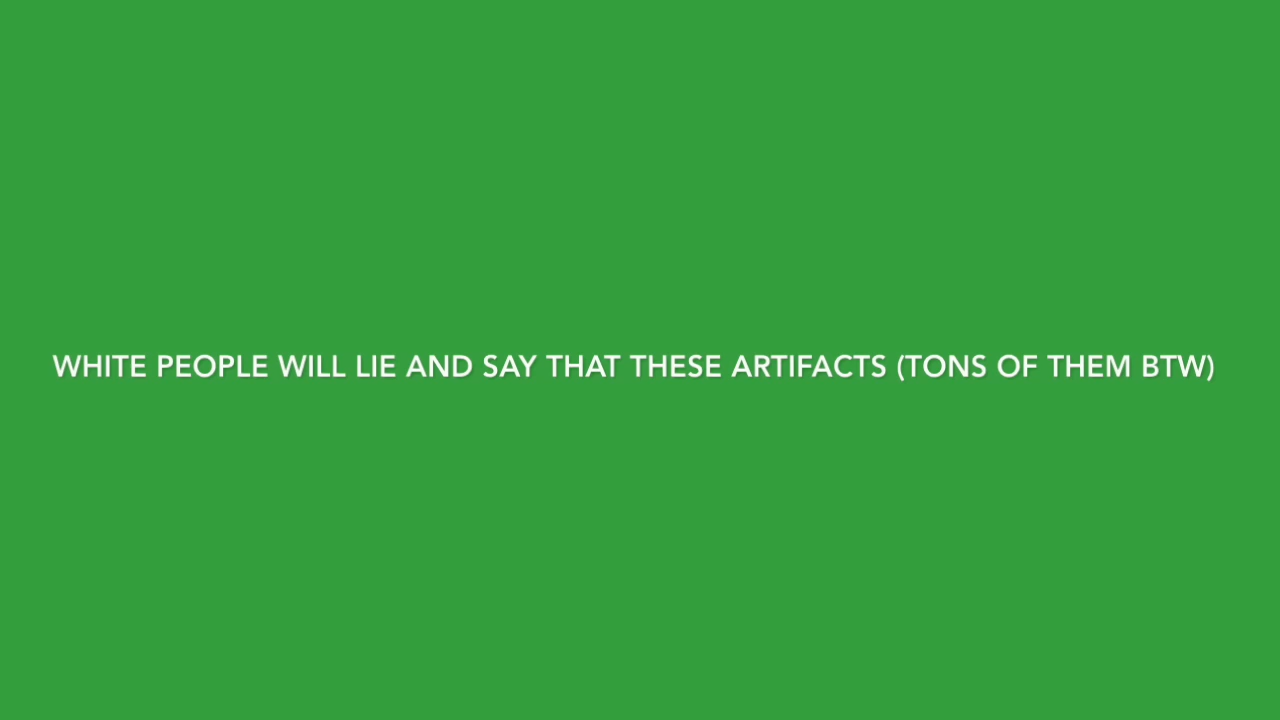 WHITE PEOPLE WILL LIE AND SAY THAT THESE ARTIFACTS (TONS OF THEM BTW)